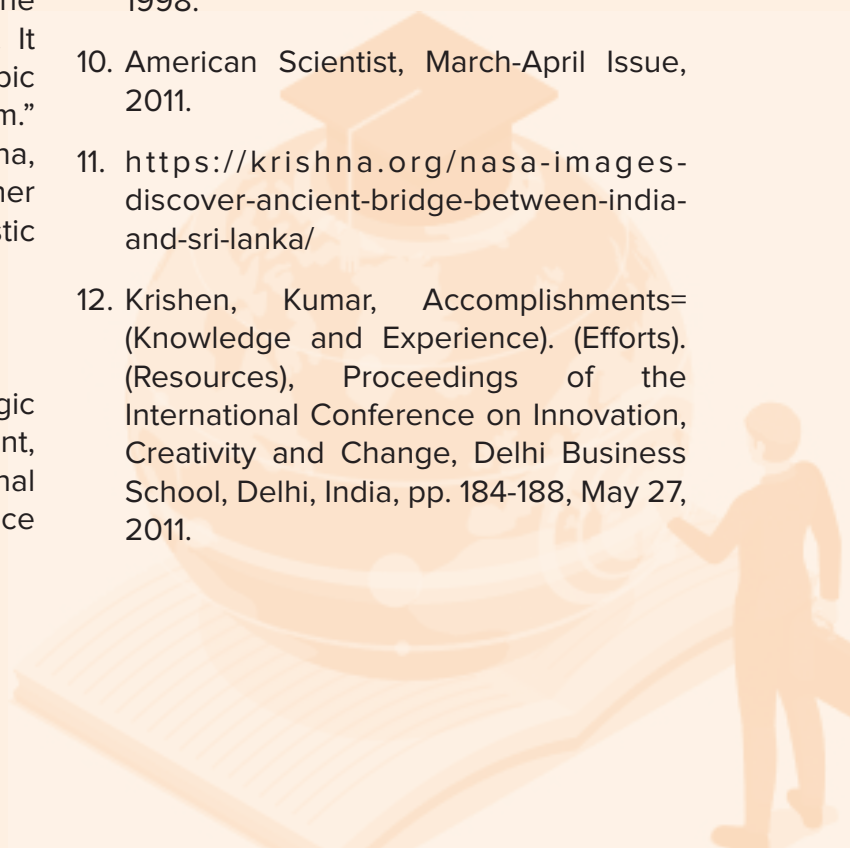 It
”
1998.
10. American Scientist, March-April Issue,
2011.
11. https://krishna.org/nasa-images-
discover-ancient-bridge-between-india-
and-sri-lanka/
12. Krishen, Kumar, Accomplishments=
(Knowledge and Experience). (Efforts).
(Resources), Proceedings of the
International Conference on Innovation,
Creativity and Change, Delhi Business
School, Delhi, India, pp. 184-188, May 27,
2011.